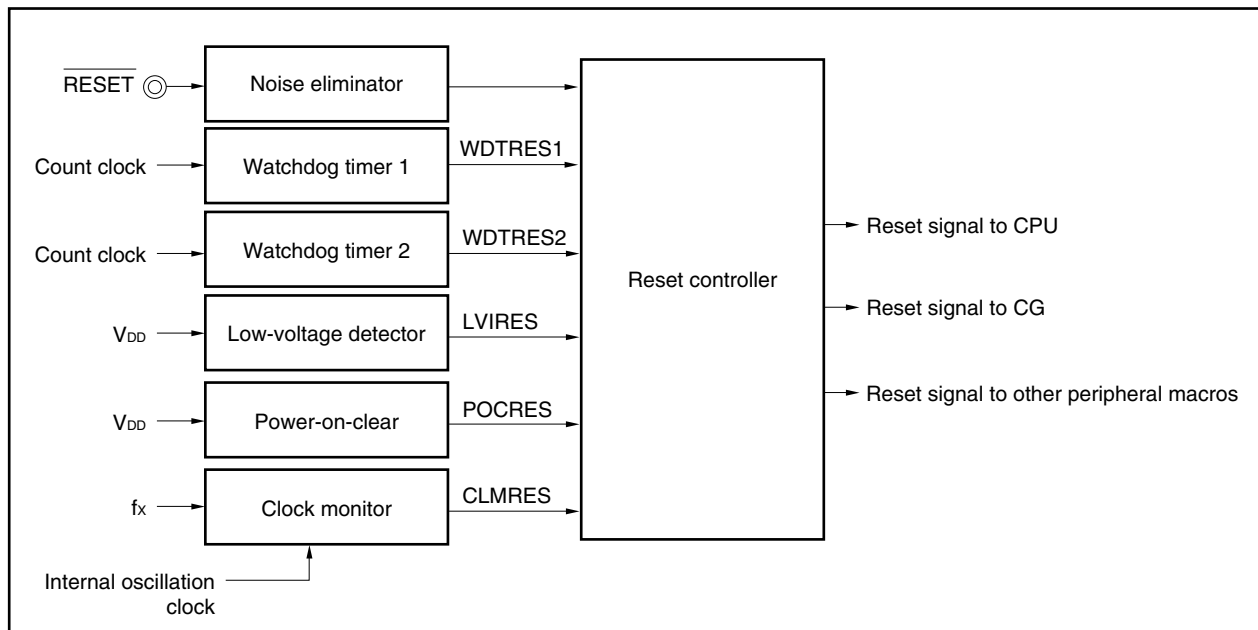 RESET
Noise eliminator
Count clock
Watchdog timer 1
WDTRES1
Count clock
Watchdog timer 2
WDTRES2
VDD
Low-voltage detector
LVIRES
VDD
Power-on-clear
POCRES
fx
Clock monitor
CLMRES
Internal oscillation
clock
Reset controller
Reset signal to CPU
Reset signal to CG
Reset signal to other peripheral macros